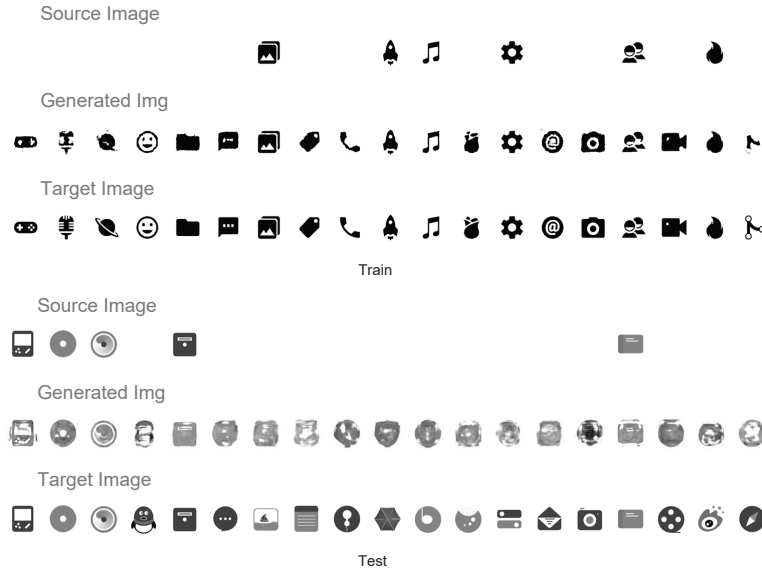 Source Image
Generated Img
Target Image
Train
Source Image
Generated Img
Target Image
Test